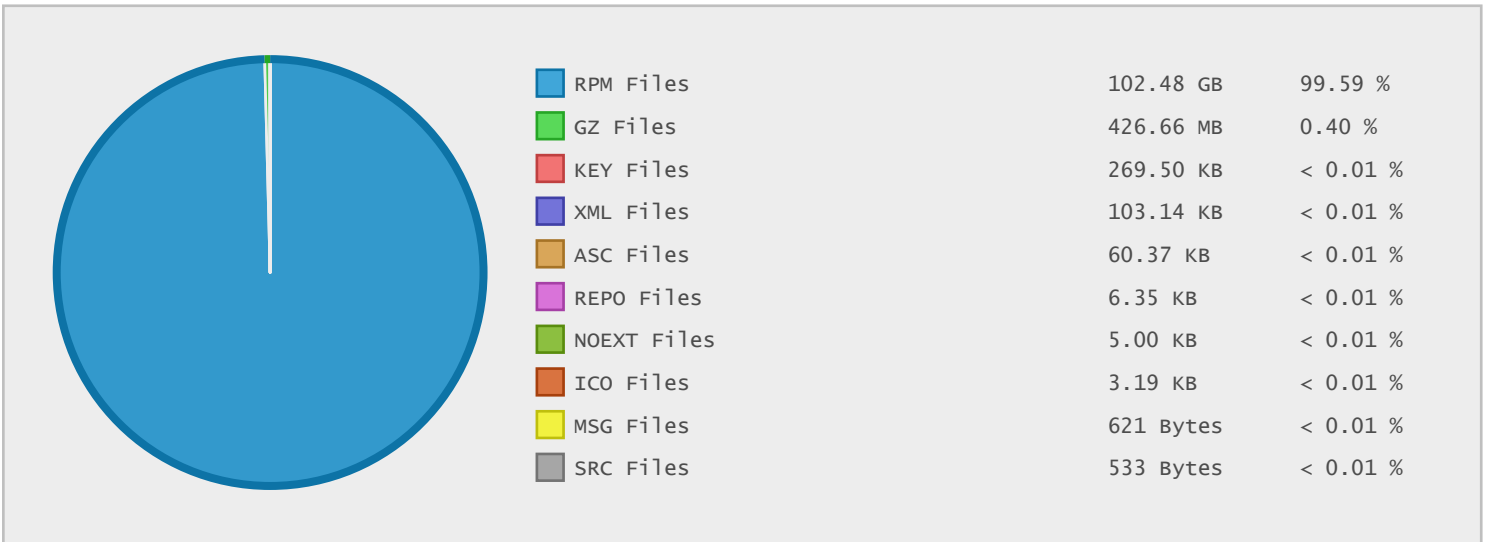 RPM Files 102.48 GB 99.59 %
GZ Files 426.66 MB 0.40 %
KEY Files 269.50 KB < 0.01 %
XML Files 103.14 KB < 0.01 %
ASC Files 60.37 KB < 0.01 %
REPO Files 6.35 KB < 0.01 %
NOEXT Files 5.00 KB < 0.01 %
ICO Files 3.19 KB < 0.01 %
MSG Files 621 Bytes < 0.01 %
SRC Files 533 Bytes < 0.01 %